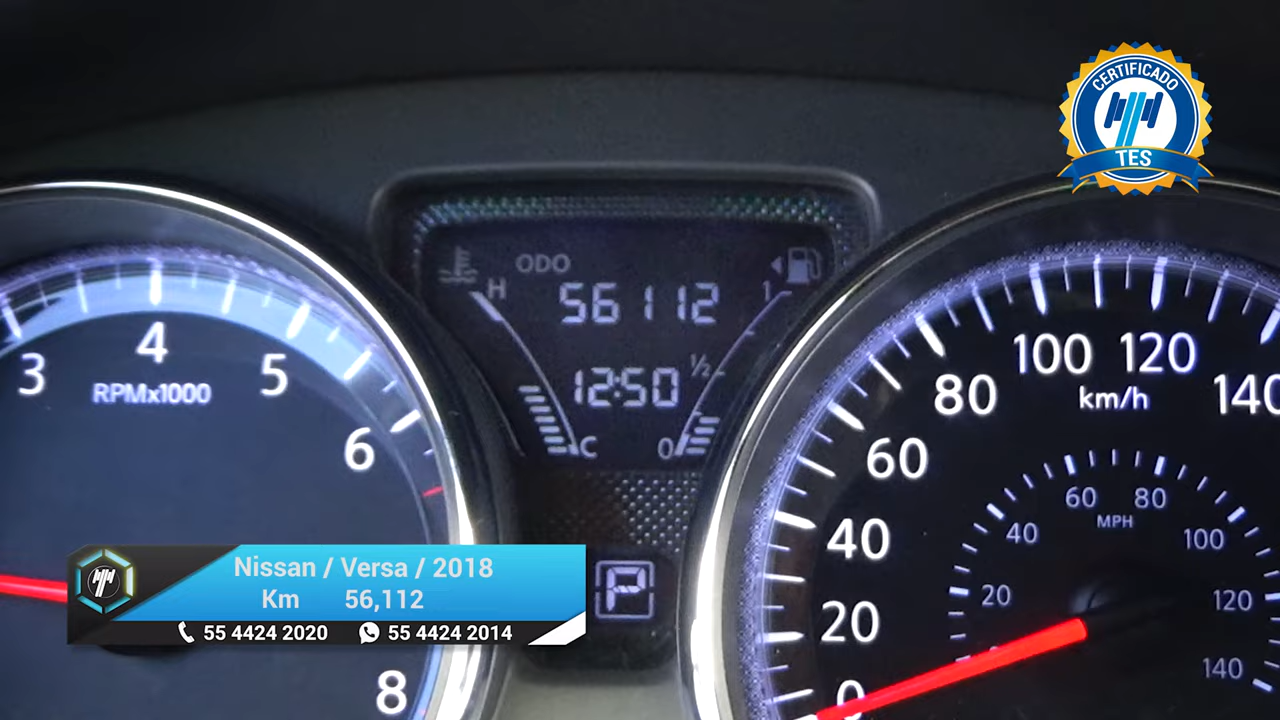 CERTIFICADO
TES
ODO
H
56112
1
12:50
1/2
C
0
3
4
5
6
8
RPMx1000
0
20
40
60
80
100
120
140
km/h
20
40
60
80
100
120
140
MPH
P
Nissan / Versa / 2018
Km 56,112
55 4424 2020 55 4424 2014